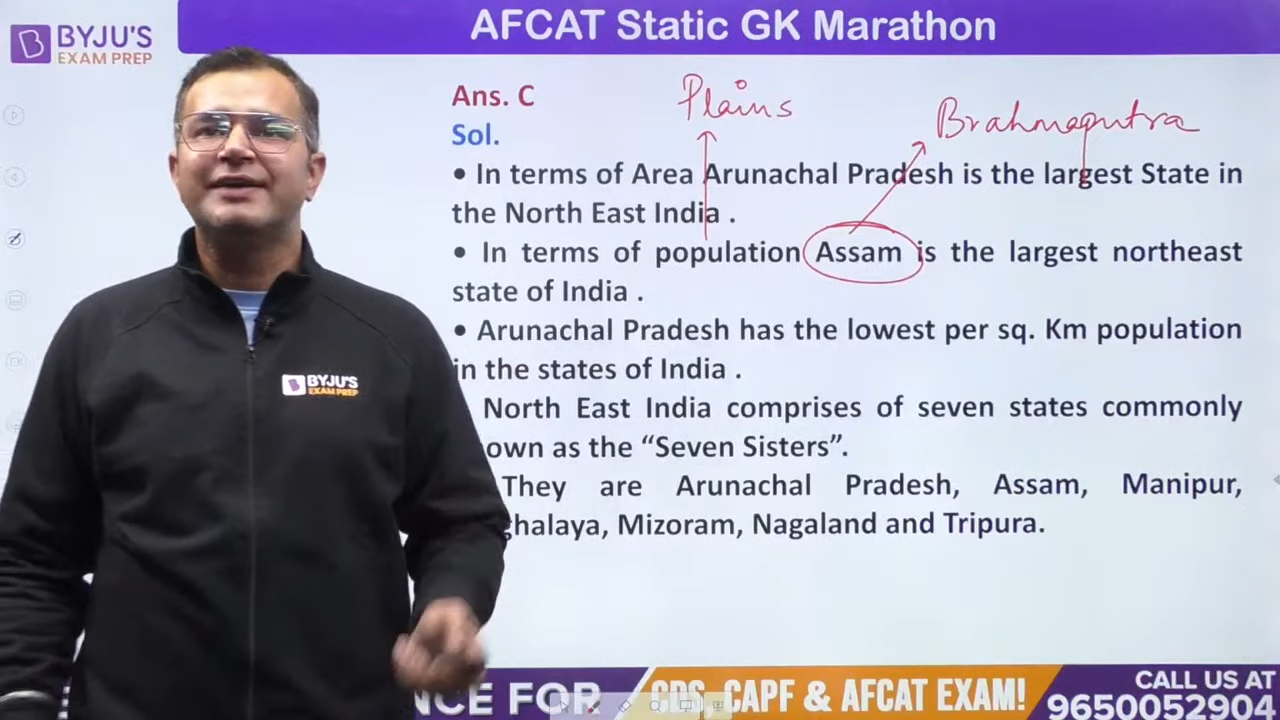 BYJU'S
EXAM PREP
AFCAT Static GK Marathon
Ans. C
Plains
Brahmaputra
Sol.
• In terms of Area Arunachal Pradesh is the largest State in
the North East India .
• In terms of population Assam is the largest northeast
state of India .
• Arunachal Pradesh has the lowest per sq. Km population
in the states of India .
North East India comprises of seven states commonly
own as the “Seven Sisters”.
They are Arunachal Pradesh, Assam, Manipur,
ghalaya, Mizoram, Nagaland and Tripura.
BYJU'S
EXAM PREP
NCE FOR
CDS, CAPF & AFCAT EXAM!
CALL US AT
9650052904